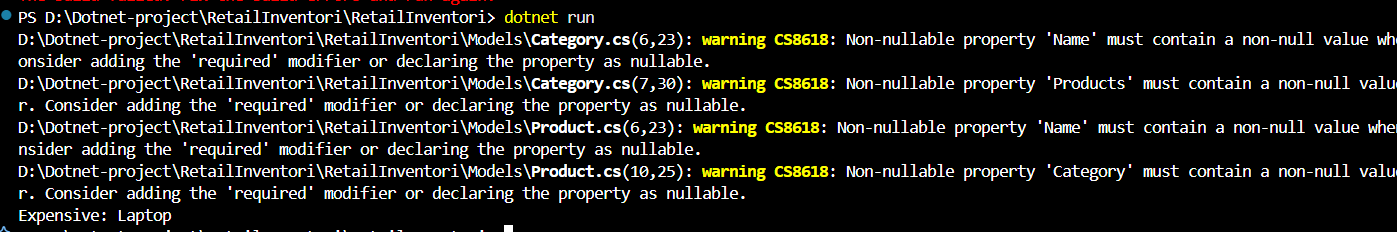 PS D:\Dotnet-project\RetailInventori\RetailInventori> dotnet run
D:\Dotnet-project\RetailInventori\RetailInventori\Models\Category.cs(6,23): warning CS8618: Non-nullable property 'Name' must contain a non-null value whe
onsider adding the 'required' modifier or declaring the property as nullable.
D:\Dotnet-project\RetailInventori\RetailInventori\Models\Category.cs(7,30): warning CS8618: Non-nullable property 'Products' must contain a non-null valu
r. Consider adding the 'required' modifier or declaring the property as nullable.
D:\Dotnet-project\RetailInventori\RetailInventori\Models\Product.cs(6,23): warning CS8618: Non-nullable property 'Name' must contain a non-null value when
nsider adding the 'required' modifier or declaring the property as nullable.
D:\Dotnet-project\RetailInventori\RetailInventori\Models\Product.cs(10,25): warning CS8618: Non-nullable property 'Category' must contain a non-null valu
r. Consider adding the 'required' modifier or declaring the property as nullable.
Expensive: Laptop